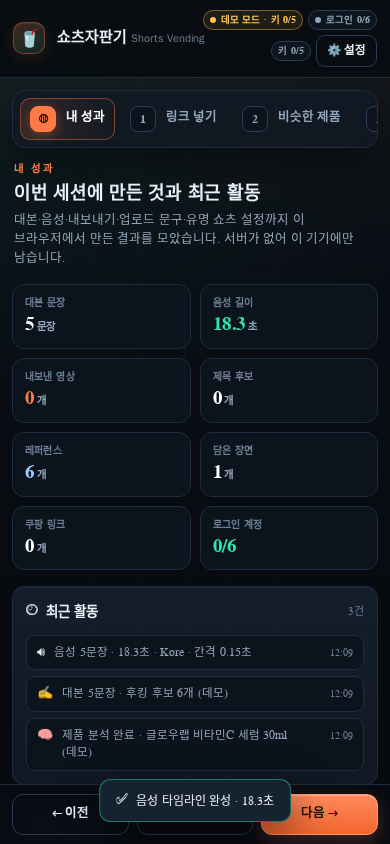 쇼츠자판기 Shorts Vending
데모 모드 · 키 0/5
로그인 0/6
키 0/5
설정
내 성과
1 링크 넣기
2 비슷한 제품
내 성과
이번 세션에 만든 것과 최근 활동
대본·음성·내보내기·업로드 문구·유명 쇼츠 설정까지 이
브라우저에서 만든 결과를 모았습니다. 서버가 없어 이 기기에만
남습니다.
대본 문장
5 문장
음성 길이
18.3 초
내보낸 영상
0 개
제목 후보
0 개
레퍼런스
6 개
담은 장면
1 개
쿠팡 링크
0 개
로그인 계정
0/6
최근 활동
3건
음성 5문장 · 18.3초 · Kore · 간격 0.15초
12:09
대본 5문장 · 후킹 후보 6개 (데모)
12:09
제품 분석 완료 · 글로우랩 비타민C 세럼 30ml
(데모)
12:09
음성 타임라인 완성 · 18.3초
← 이전
다음 →